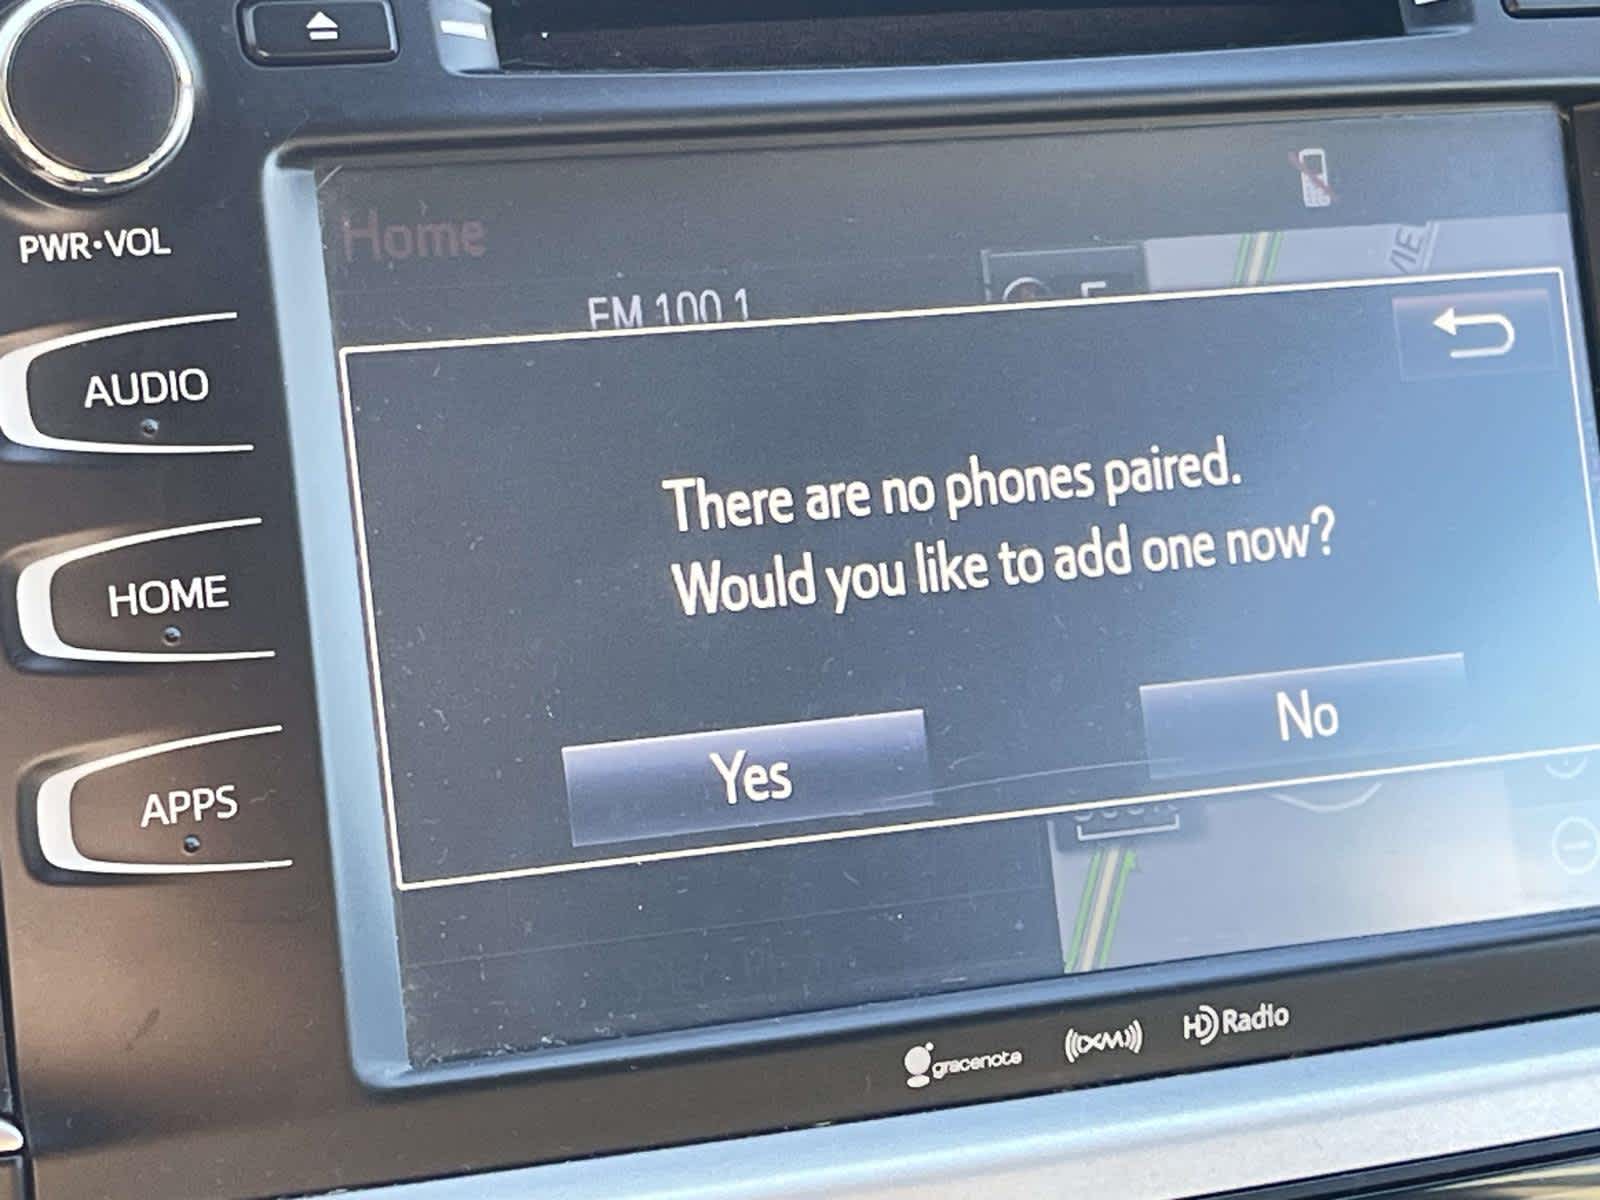 PWR•VOL
Home
FM 100.1
AUDIO
There are no phones paired.
Would you like to add one now?
HOME
Yes
No
APPS
gracenote
((XM))
HD Radio